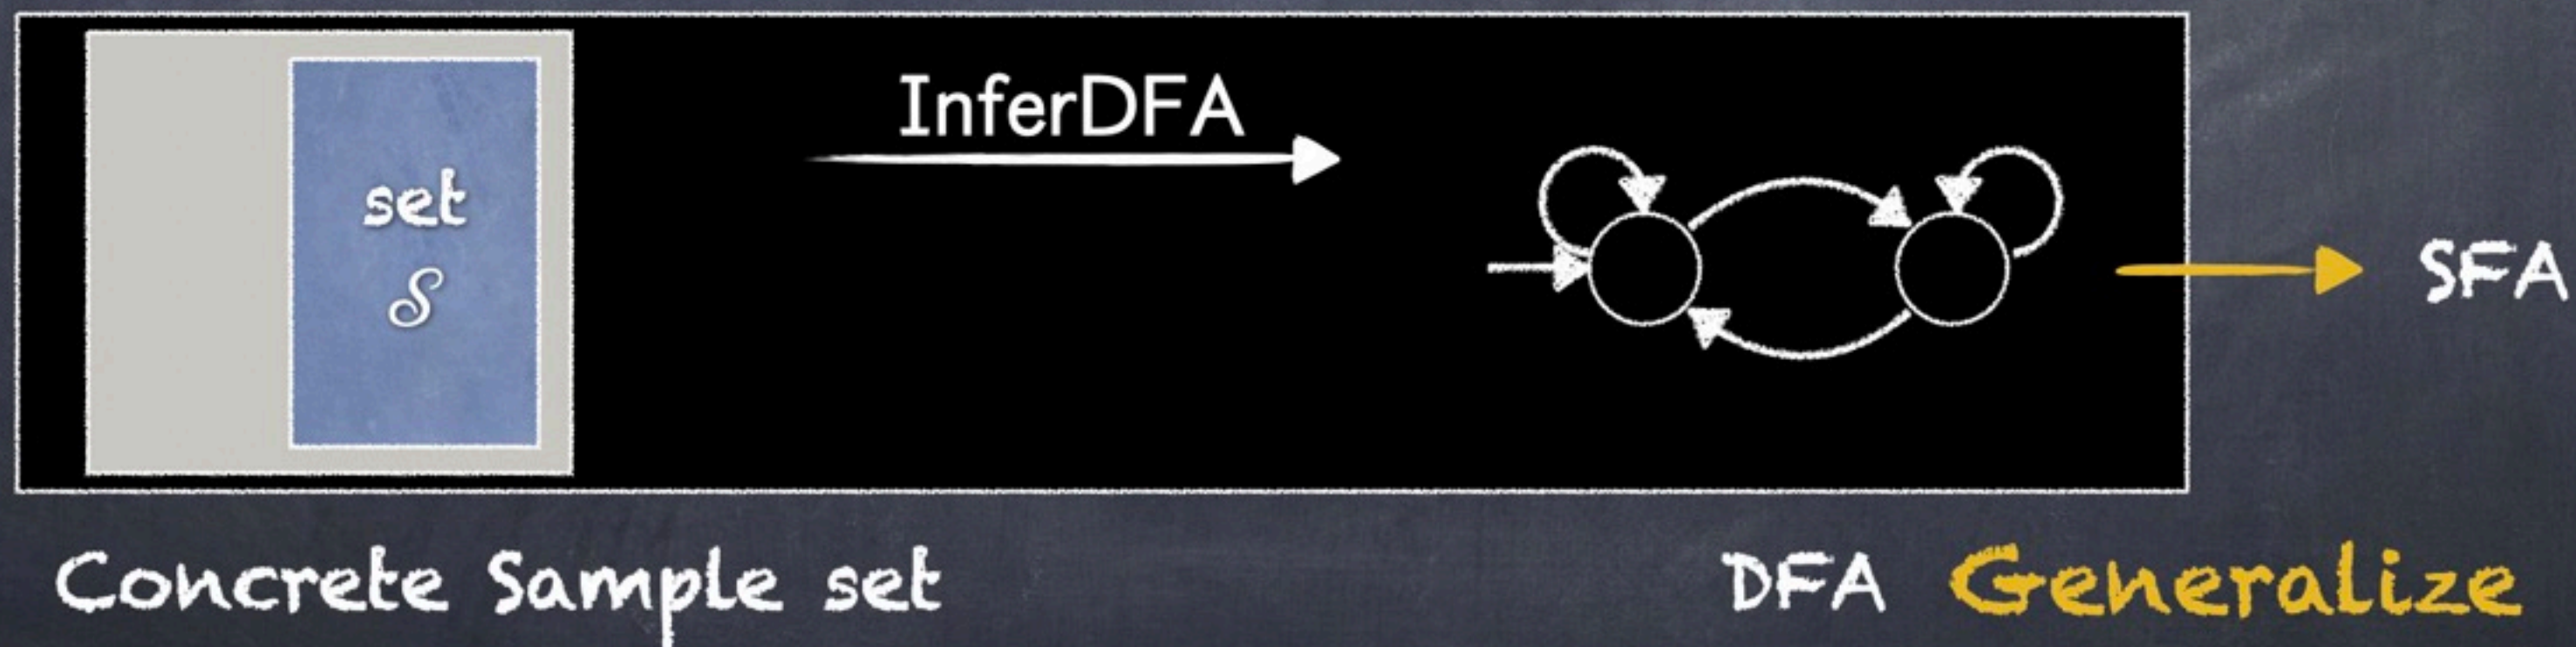 InferDFA
set
S
SFA
Concrete Sample set
DFA Generalize